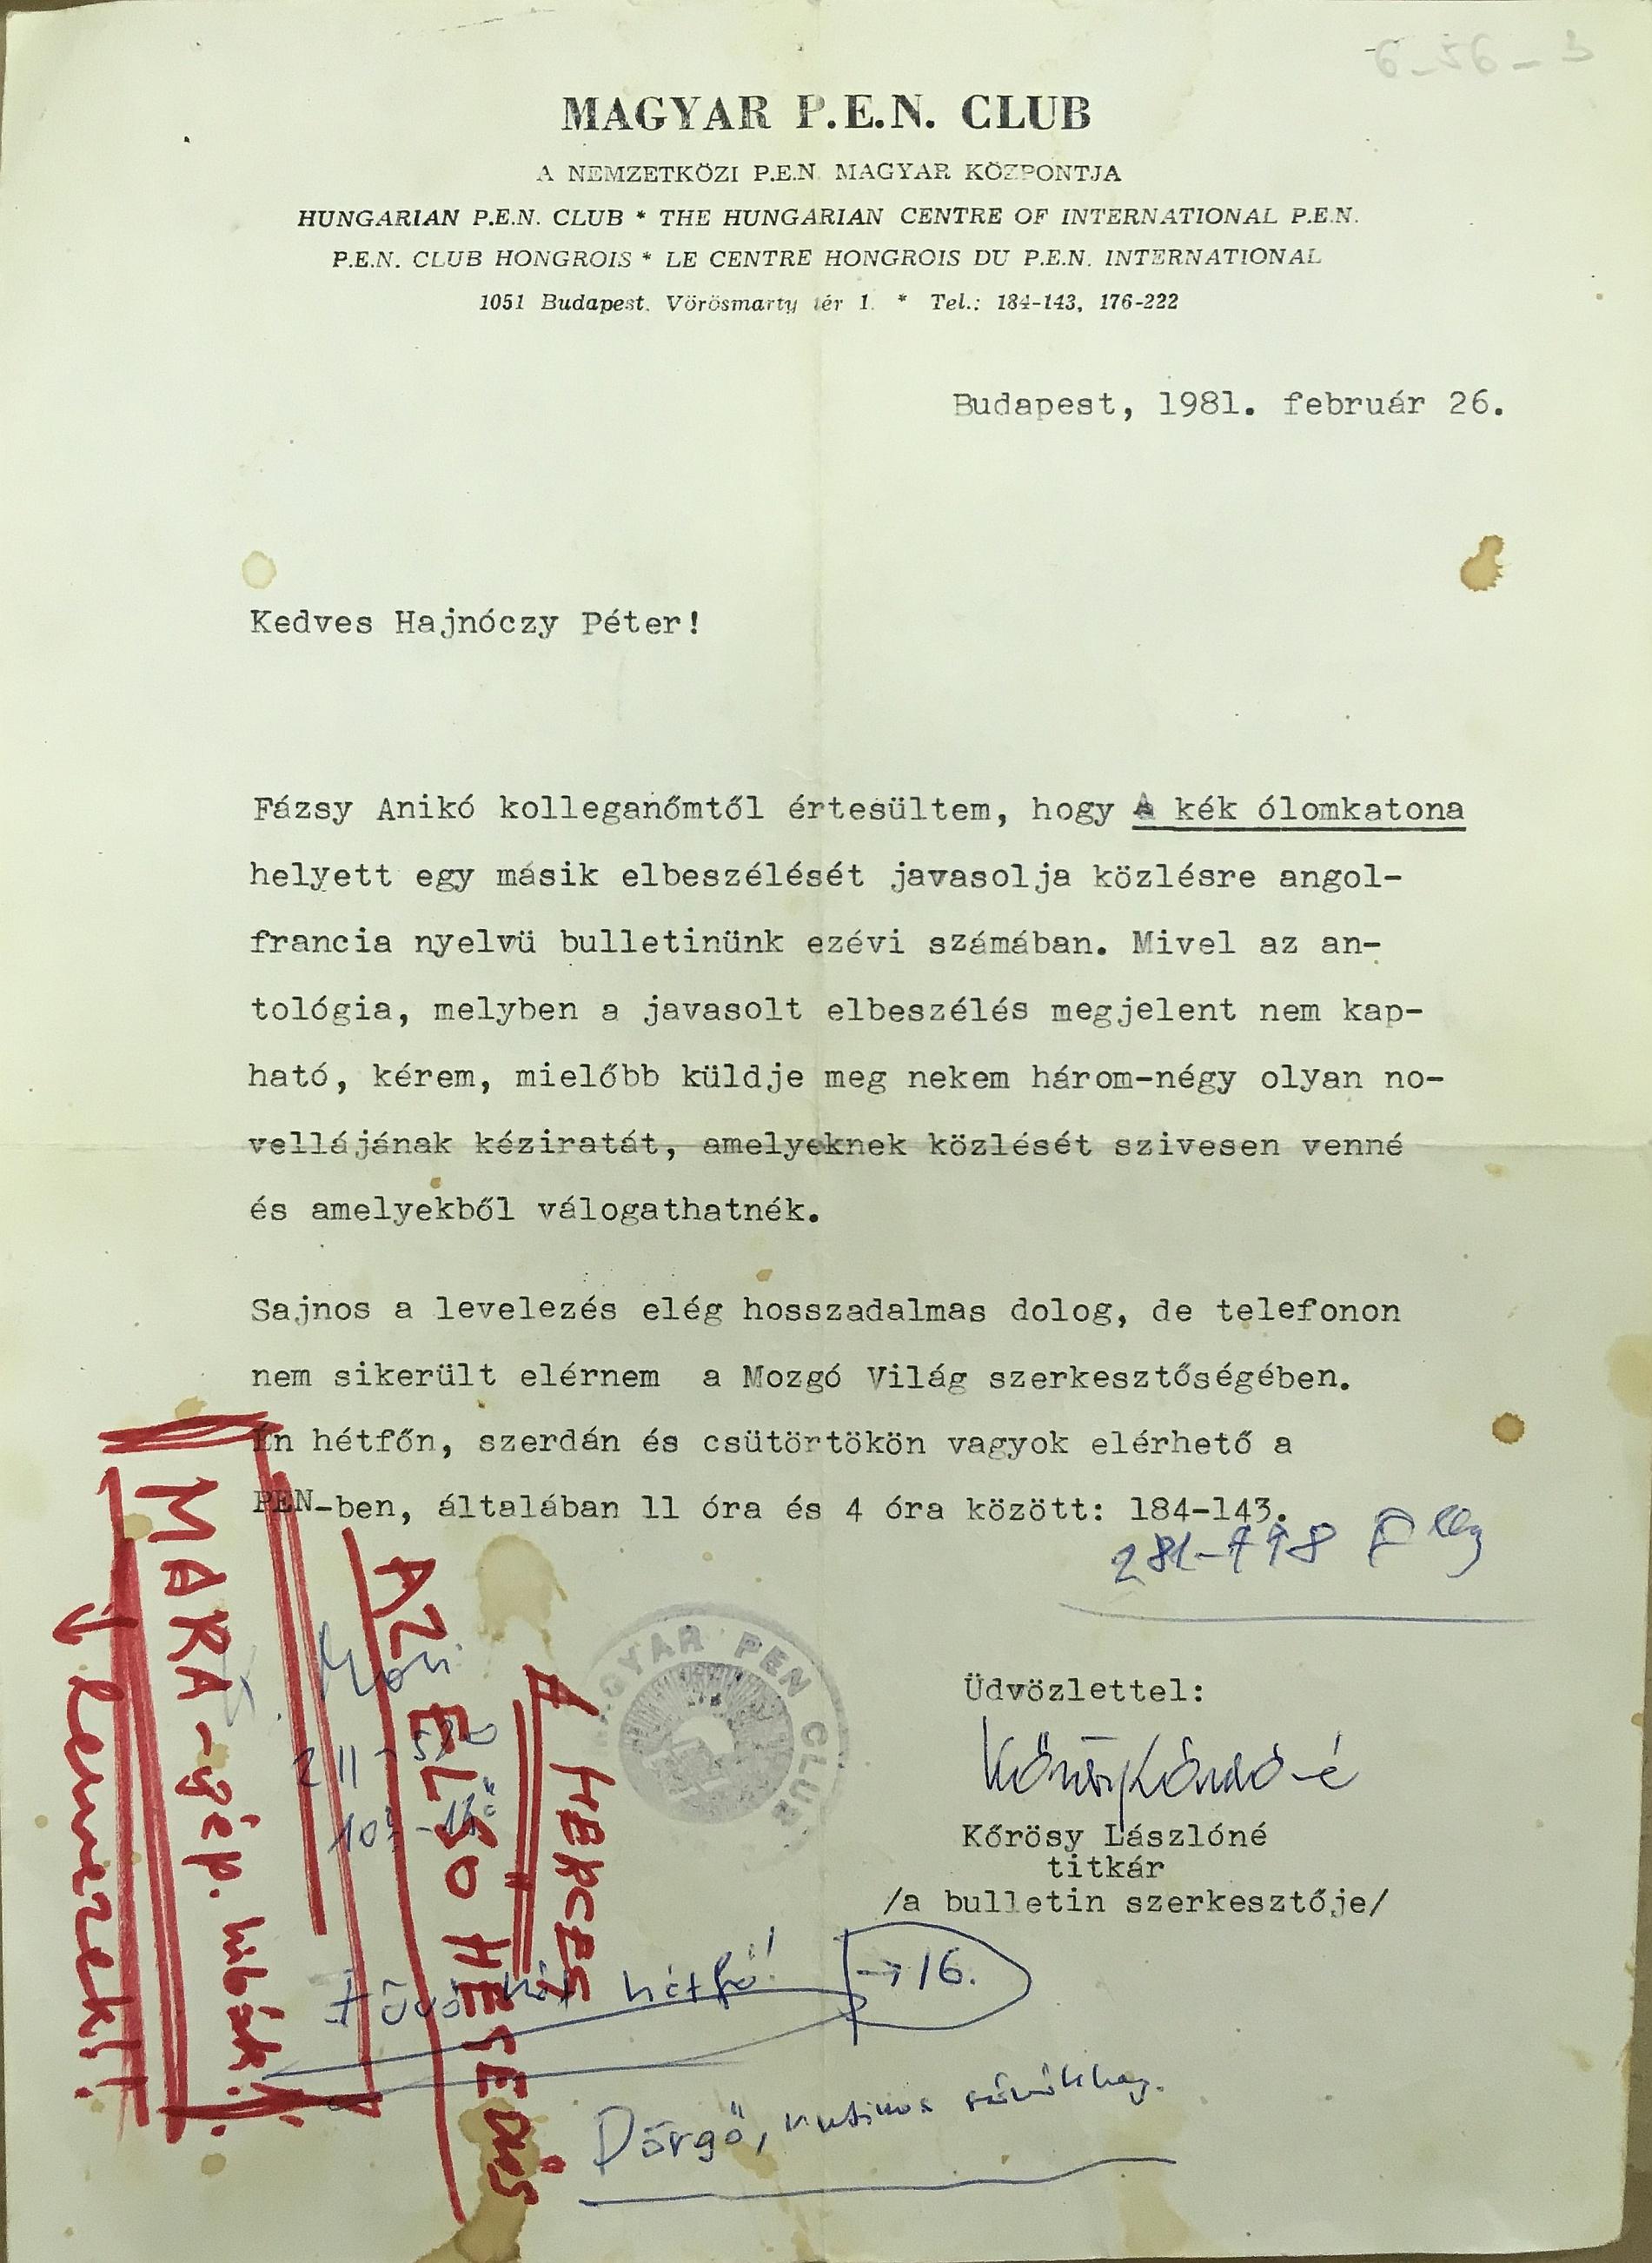 6-56-3
MAGYAR P.E.N. CLUB
A NEMZETKÖZI P.E.N. MAGYAR KÖZPONTJA
HUNGARIAN P.E.N. CLUB * THE HUNGARIAN CENTRE OF INTERNATIONAL P.E.N.
P.E.N. CLUB HONGROIS * LE CENTRE HONGROIS DU P.E.N. INTERNATIONAL
1051 Budapest, Vörösmarty tér 1. * Tel.: 184-143, 176-222
Budapest, 1981. február 26.
Kedves Hajnóczy Péter!
Fázsy Anikó kolleganőmtől értesültem, hogy A kék ólomkatona
helyett egy másik elbeszélését javasolja közlésre angol-
francia nyelvü bulletinünk ezévi számában. Mivel az an-
tológia, melyben a javasolt elbeszélés megjelent nem kap-
ható, kérem, mielőbb küldje meg nekem három-négy olyan no-
vellájának kéziratát, amelyeknek közlését szivesen venné
és amelyekből válogathatnék.
Sajnos a levelezés elég hosszadalmas dolog, de telefonon
nem sikerült elérnem a Mozgó Világ szerkesztőségében.
Én hétfőn, szerdán és csütörtökön vagyok elérhető a
PEN-ben, általában 11 óra és 4 óra között: 184-143.
MAGYAR PEN CLUB
Üdvözlettel:
Kőrösy Lászlóné
titkár
/a bulletin szerkesztője/
A HERCEG
AZ ELSŐ
MARA-gép.
hétfő!
→ 16.
Dörgő,